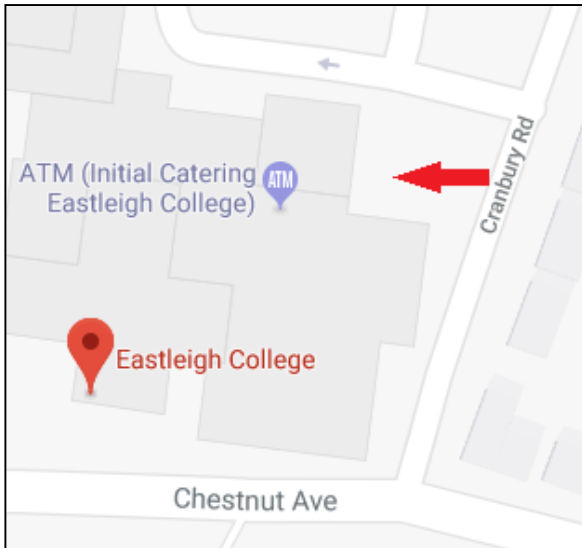 ATM (Initial Catering
Eastleigh College)
ATM
Cranbury Rd
Eastleigh College
Chestnut Ave